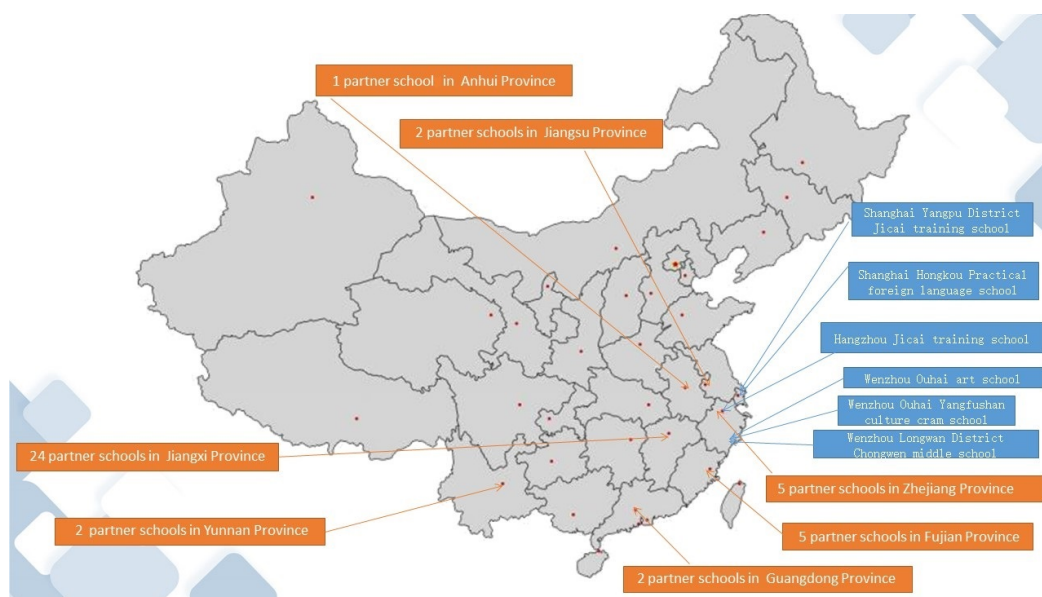 1 partner school in Anhui Province
2 partner schools in Jiangsu Province
Shanghai Yangpu District
Jicai training school
Shanghai Hongkou Practical
foreign language school
Hangzhou Jicai training school
Wenzhou Ouhai art school
Wenzhou Ouhai Yangfushan
culture cram school
Wenzhou Longwan District
Chongwen middle school
24 partner schools in Jiangxi Province
5 partner schools in Zhejiang Province
2 partner schools in Yunnan Province
5 partner schools in Fujian Province
2 partner schools in Guangdong Province